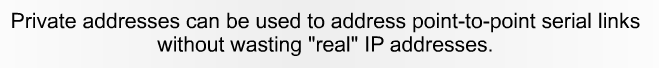 Private addresses can be used to address point-to-point serial links
without wasting "real" IP addresses.